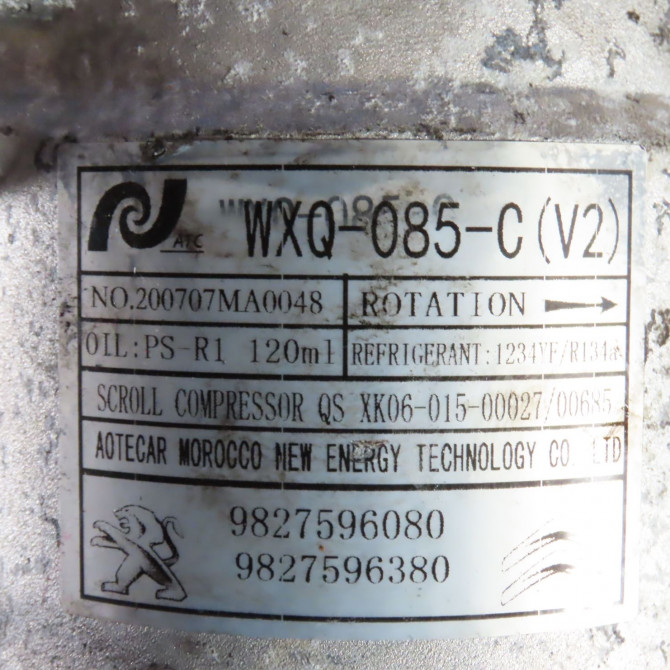 ATC WXQ-085-C(V2)
NO.200707MA0048 ROTATION
OIL:PS-R1 120ml REFRIGERANT:1234YF/R134a
SCROLL COMPRESSOR QS XK06-015-00027/00685
AOTECAR MOROCCO NEW ENERGY TECHNOLOGY CO. LTD
9827596080
9827596380